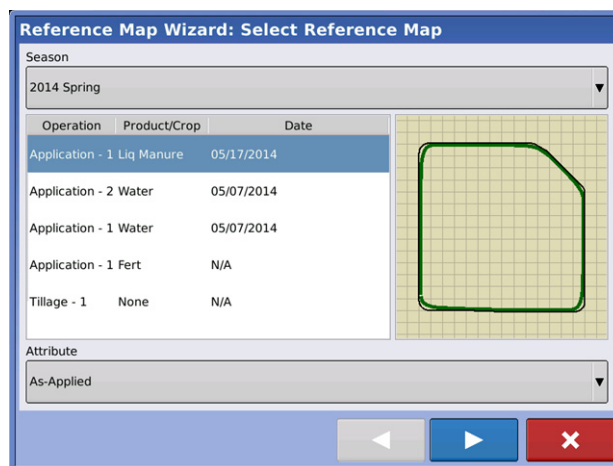 Reference Map Wizard: Select Reference Map
Season
2014 Spring
Operation Product/Crop Date
Application - 1 Liq Manure 05/17/2014
Application - 2 Water 05/07/2014
Application - 1 Water 05/07/2014
Application - 1 Fert N/A
Tillage - 1 None N/A
Attribute
As-Applied